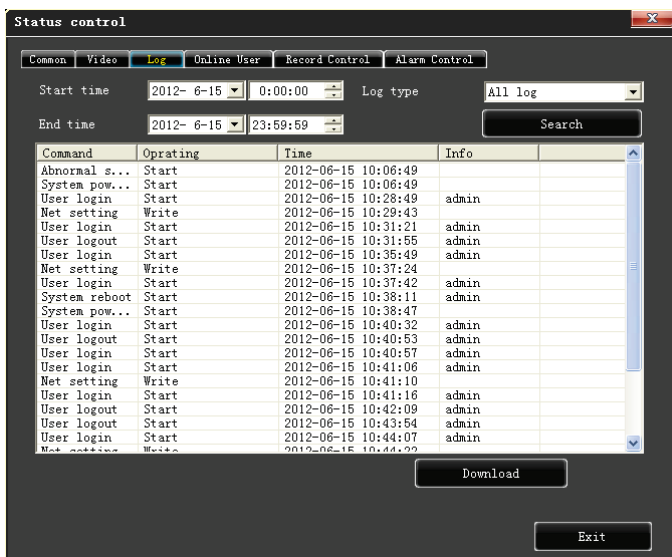 Status control
Common Video Log Online User Record Control Alarm Control
Start time 2012- 6-15 0:00:00 Log type All log
End time 2012- 6-15 23:59:59 Search
Command Oprating Time Info
Abnormal s... Start 2012-06-15 10:06:49
System pow... Start 2012-06-15 10:06:49
User login Start 2012-06-15 10:28:49 admin
Net setting Write 2012-06-15 10:29:43
User login Start 2012-06-15 10:31:21 admin
User logout Start 2012-06-15 10:31:55 admin
User login Start 2012-06-15 10:35:49 admin
Net setting Write 2012-06-15 10:37:24
User login Start 2012-06-15 10:37:42 admin
System reboot Start 2012-06-15 10:38:11 admin
System pow... Start 2012-06-15 10:38:47
User login Start 2012-06-15 10:40:32 admin
User logout Start 2012-06-15 10:40:53 admin
User login Start 2012-06-15 10:40:57 admin
User login Start 2012-06-15 10:41:06 admin
Net setting Write 2012-06-15 10:41:10
User login Start 2012-06-15 10:41:16 admin
User logout Start 2012-06-15 10:42:09 admin
User logout Start 2012-06-15 10:43:54 admin
User login Start 2012-06-15 10:44:07 admin
Net setting Write 2012-06-15 10:44:22
Download
Exit